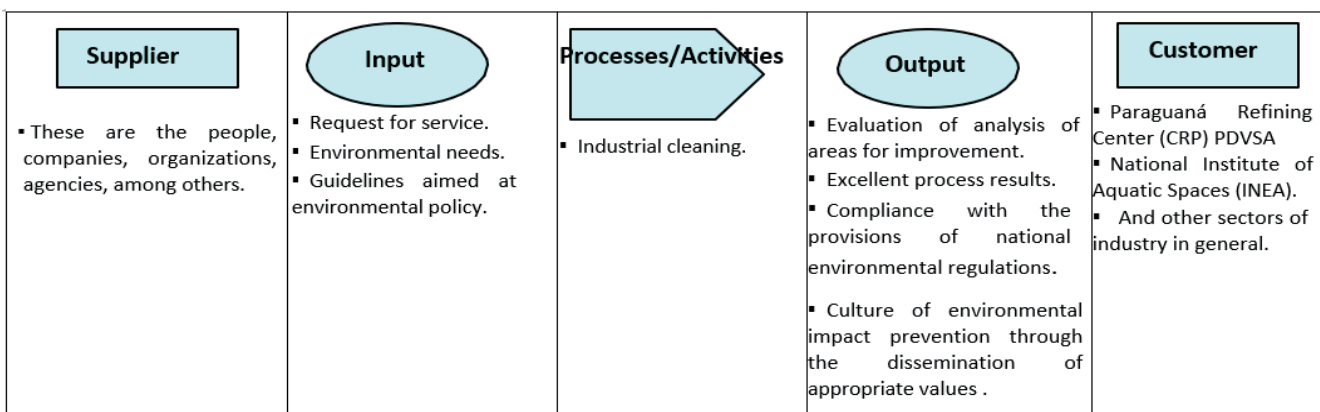 Supplier
▪ These are the people,
companies, organizations,
agencies, among others.
Input
▪ Request for service.
▪ Environmental needs.
▪ Guidelines aimed at
environmental policy.
Processes/Activities
▪ Industrial cleaning.
Output
▪ Evaluation of analysis of
areas for improvement.
▪ Excellent process results.
▪ Compliance with the
provisions of national
environmental regulations.
▪ Culture of environmental
impact prevention through
the dissemination of
appropriate values .
Customer
▪ Paraguaná Refining
Center (CRP) PDVSA
▪ National Institute of
Aquatic Spaces (INEA).
▪ And other sectors of
industry in general.